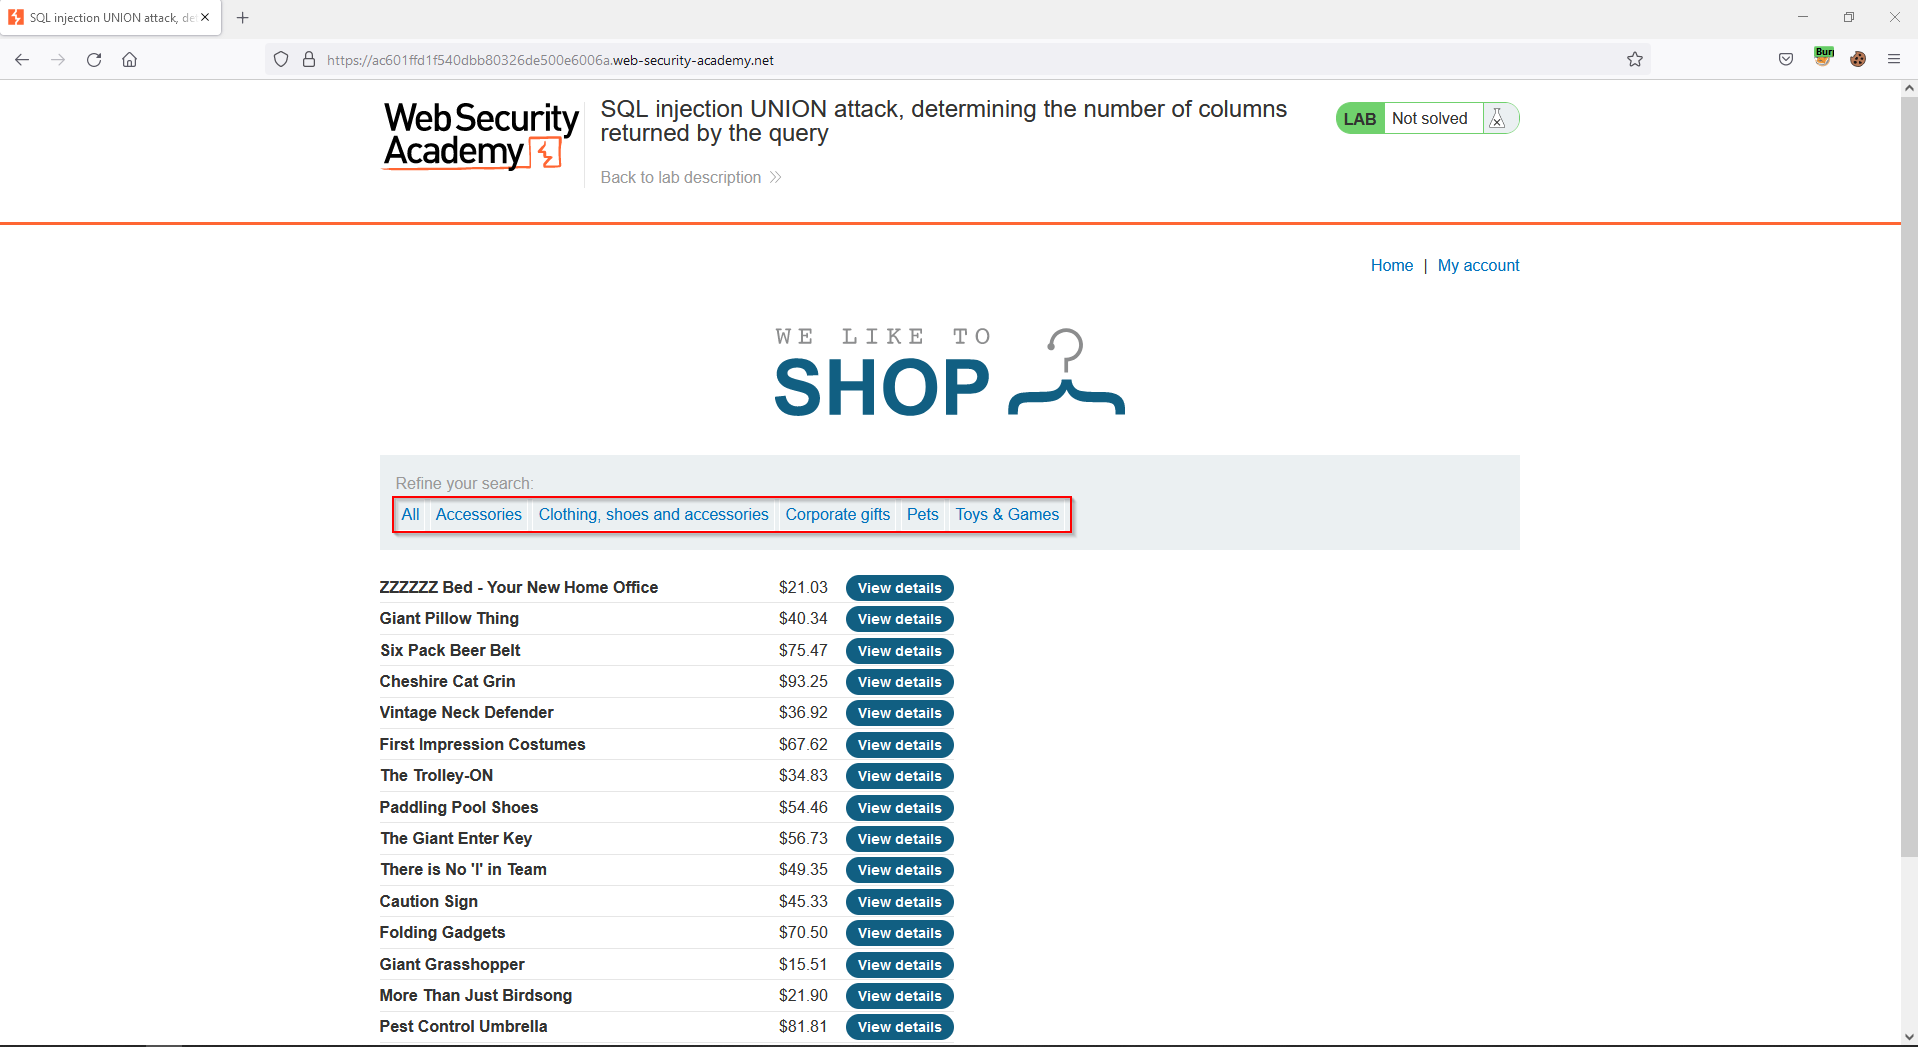 SQL injection UNION attack, de
https://ac601ffd1f540dbb80326de500e6006a.web-security-academy.net
Bur
Web Security
Academy
SQL injection UNION attack, determining the number of columns
returned by the query
Back to lab description
LAB Not solved
Home | My account
WE LIKE TO
SHOP
Refine your search:
All Accessories Clothing, shoes and accessories Corporate gifts Pets Toys & Games
ZZZZZZ Bed - Your New Home Office $21.03 View details
Giant Pillow Thing $40.34 View details
Six Pack Beer Belt $75.47 View details
Cheshire Cat Grin $93.25 View details
Vintage Neck Defender $36.92 View details
First Impression Costumes $67.62 View details
The Trolley-ON $34.83 View details
Paddling Pool Shoes $54.46 View details
The Giant Enter Key $56.73 View details
There is No 'I' in Team $49.35 View details
Caution Sign $45.33 View details
Folding Gadgets $70.50 View details
Giant Grasshopper $15.51 View details
More Than Just Birdsong $21.90 View details
Pest Control Umbrella $81.81 View details